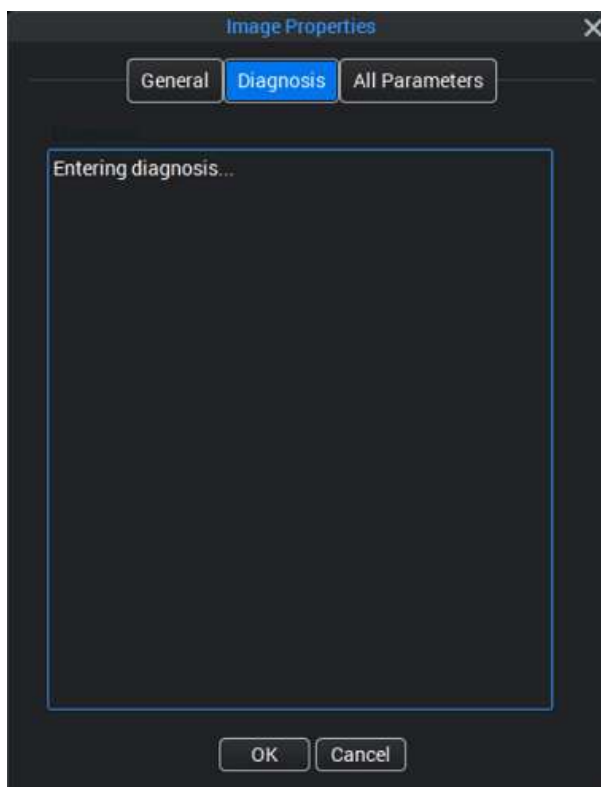 Image Properties
General Diagnosis All Parameters
Entering diagnosis...
OK Cancel